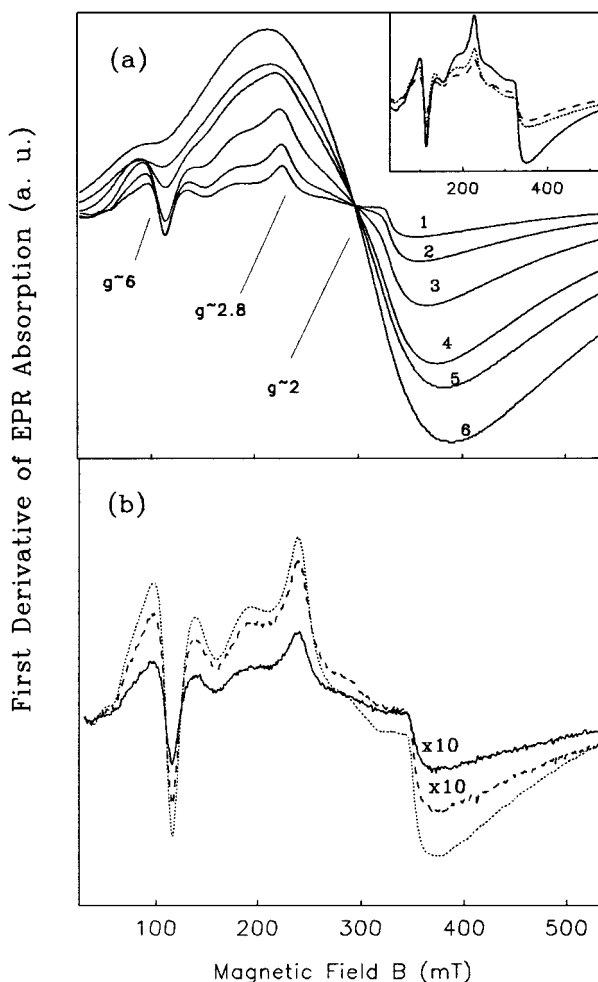 First Derivative of EPR Absorption (a. u.)
(a)
200 400
g~6
g~2.8
g~2
1
2
3
4
5
6
(b)
x10
x10
100 200 300 400 500
Magnetic Field B (mT)